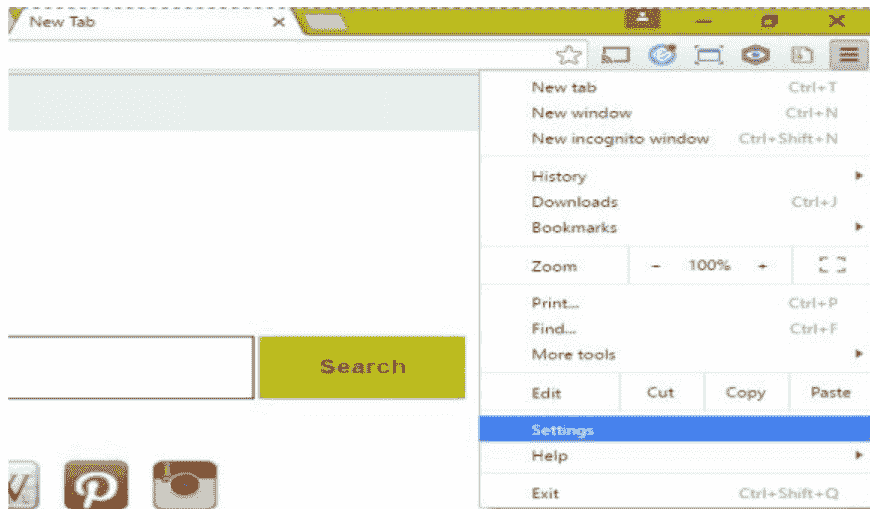 New Tab
New tab Ctrl+T
New window Ctrl+N
New incognito window Ctrl+Shift+N
History
Downloads Ctrl+J
Bookmarks
Zoom - 100% +
Print... Ctrl+P
Find... Ctrl+F
More tools
Search
Edit Cut Copy Paste
Settings
Help
Exit Ctrl+Shift+Q